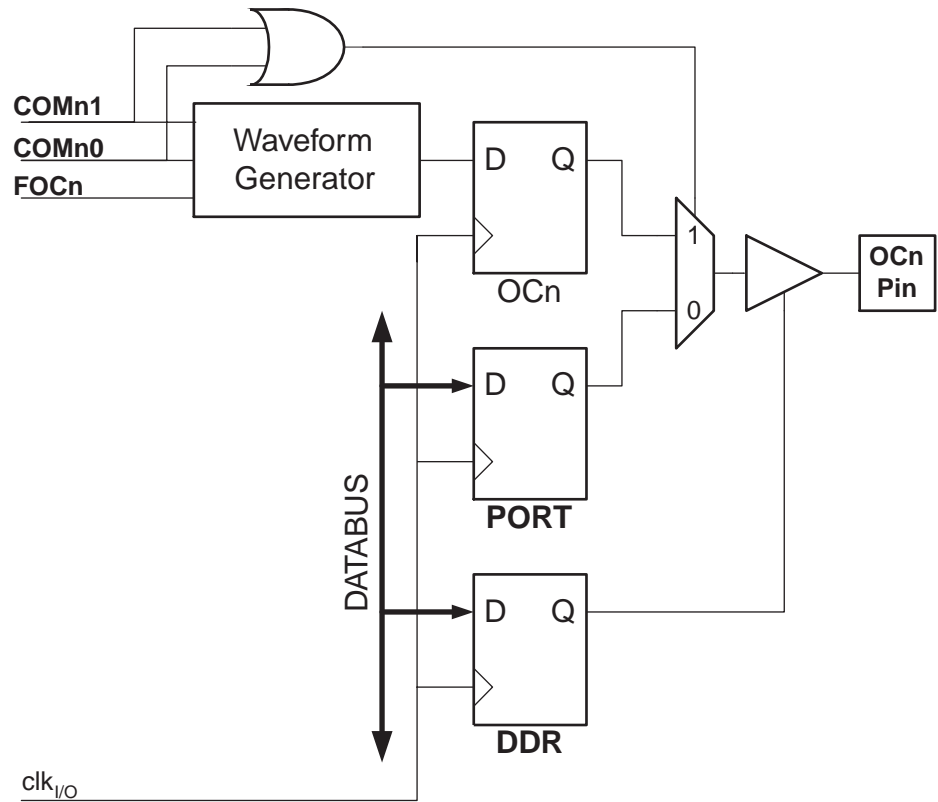 COMn1
COMn0
FOCn
Waveform
Generator
D Q
OCn
1
0
OCn
Pin
D Q
PORT
DATABUS
D Q
DDR
clkI/O